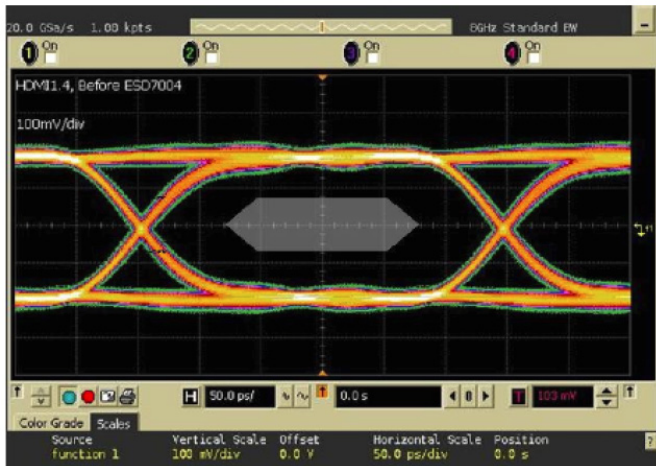 20.0 GSa/s 1.00 kpts 6GHz Standard BW
1 On 2 On 3 On 4 On
HDMI1.4, Before ESD7004
100mV/div
H 50.0 ps/ 0.0 s 0 T 103 mV
Color Grade Scales
Source Vertical Scale Offset Horizontal Scale Position ?
function 1 100 mV/div 0.0 V 50.0 ps/div 0.0 s